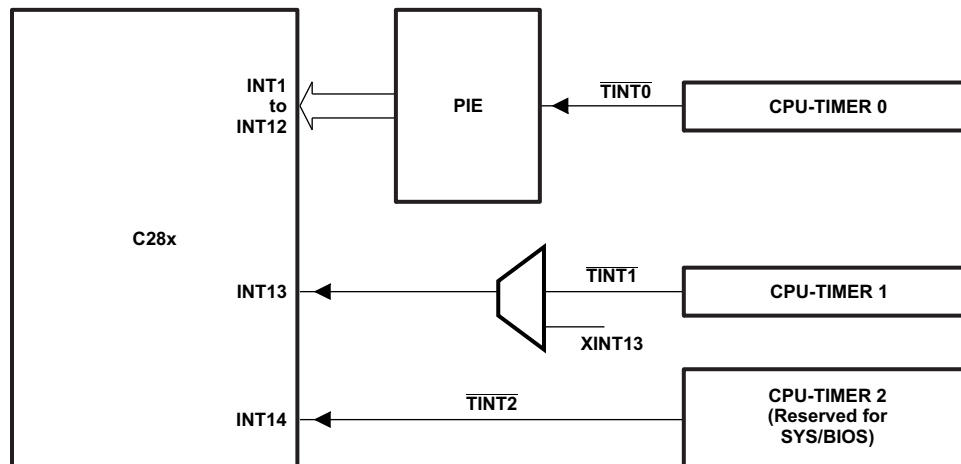 INT1
to
INT12
PIE
TINT0
CPU-TIMER 0
C28x
INT13
TINT1
CPU-TIMER 1
XINT13
INT14
TINT2
CPU-TIMER 2
(Reserved for
SYS/BIOS)